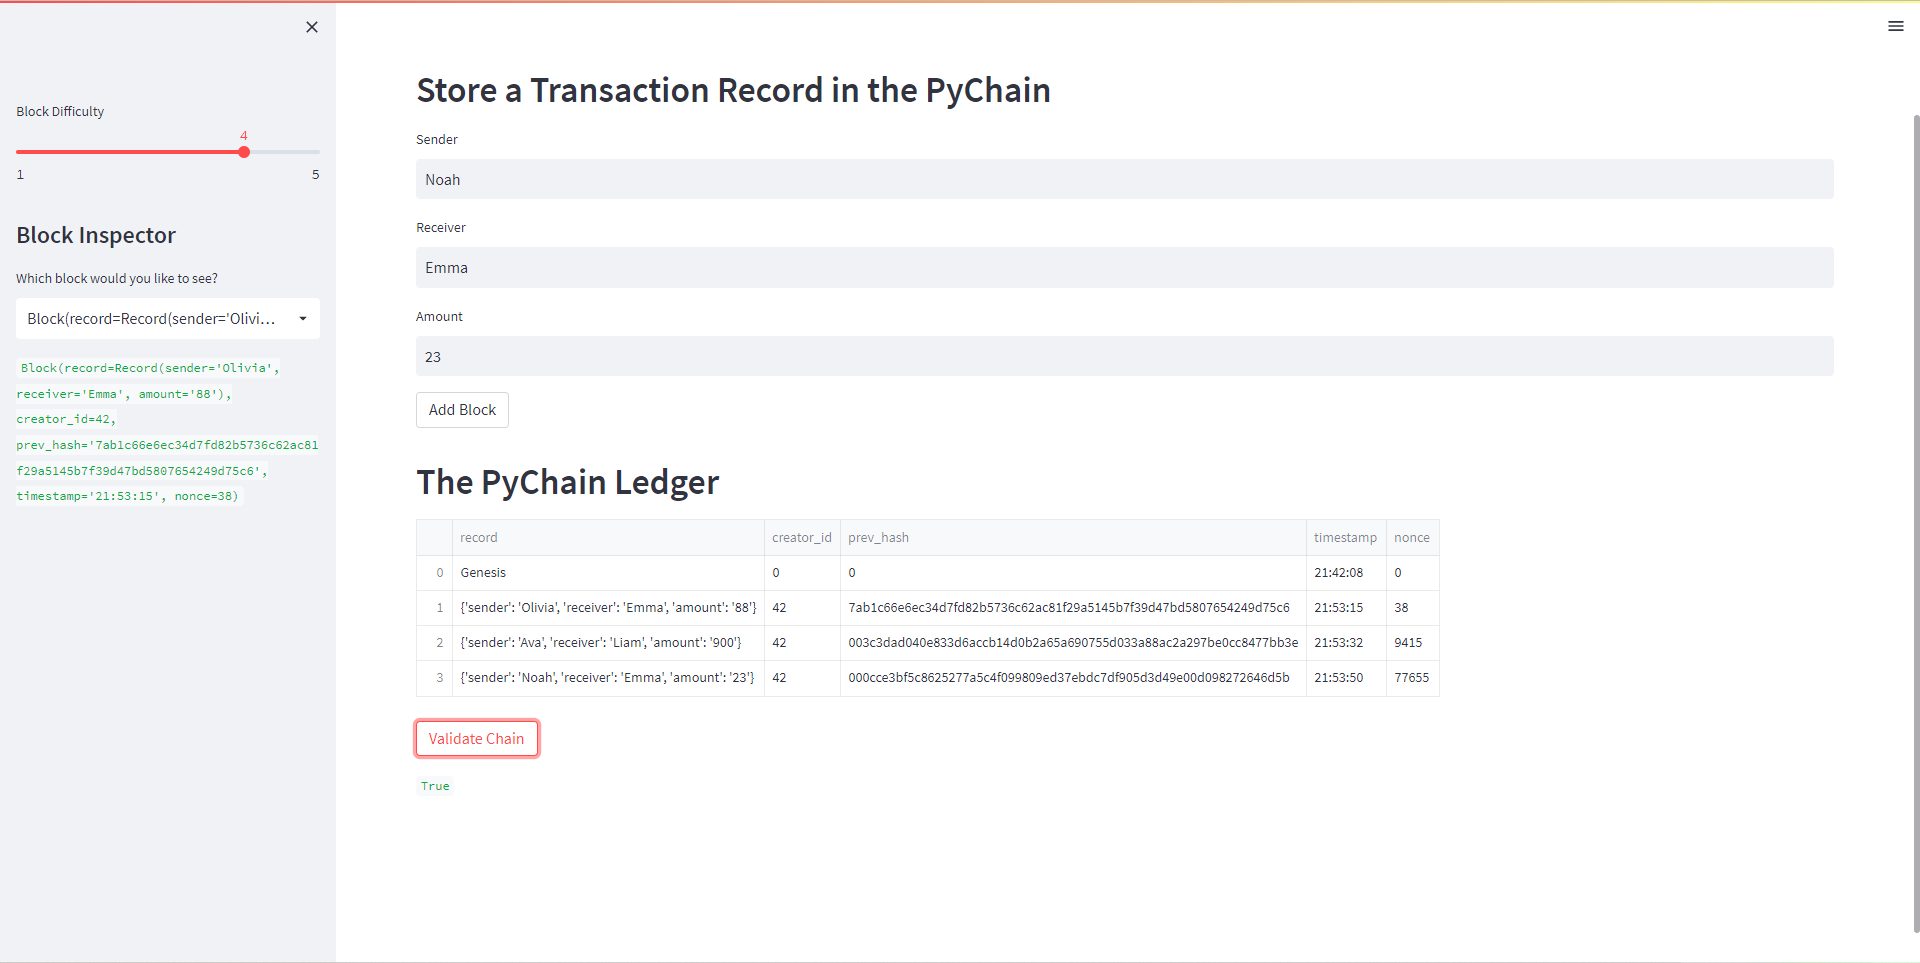 Block Difficulty
4
1 5
Block Inspector
Which block would you like to see?
Block(record=Record(sender='Olivi...
Block(record=Record(sender='Olivia',
receiver='Emma', amount='88'),
creator_id=42,
prev_hash='7ab1c66e6ec34d7fd82b5736c62ac81
f29a5145b7f39d47bd5807654249d75c6',
timestamp='21:53:15', nonce=38)
Store a Transaction Record in the PyChain
Sender
Noah
Receiver
Emma
Amount
23
Add Block
The PyChain Ledger
record creator_id prev_hash timestamp nonce
0 Genesis 0 0 21:42:08 0
1 {'sender': 'Olivia', 'receiver': 'Emma', 'amount': '88'} 42 7ab1c66e6ec34d7fd82b5736c62ac81f29a5145b7f39d47bd5807654249d75c6 21:53:15 38
2 {'sender': 'Ava', 'receiver': 'Liam', 'amount': '900'} 42 003c3dad040e833d6accb14d0b2a65a690755d033a88ac2a297be0cc8477bb3e 21:53:32 9415
3 {'sender': 'Noah', 'receiver': 'Emma', 'amount': '23'} 42 000cce3bf5c8625277a5c4f099809ed37ebdc7df905d3d49e00d098272646d5b 21:53:50 77655
Validate Chain
True